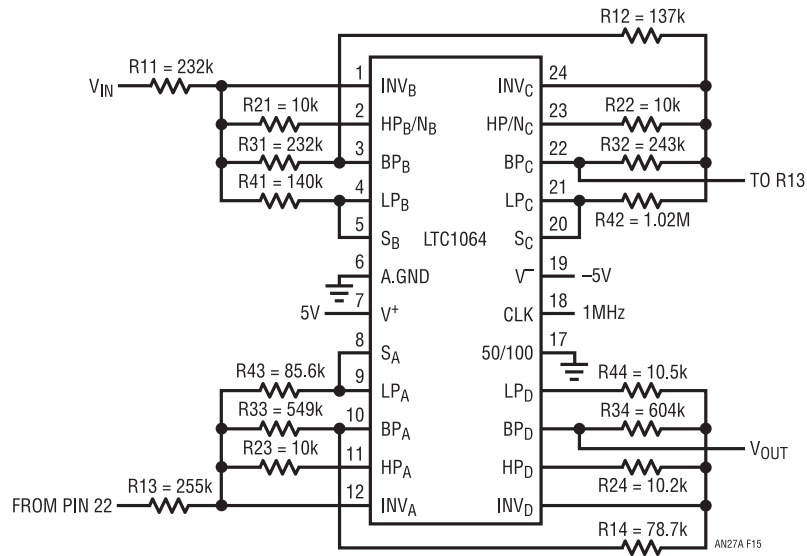 R12 = 137k
R11 = 232k
V_IN
1 INV_B INV_C 24
R21 = 10k 2 HP_B/N_B HP/N_C 23 R22 = 10k
R31 = 232k 3 BP_B BP_C 22 R32 = 243k
TO R13
R41 = 140k 4 LP_B LP_C 21
R42 = 1.02M
5 S_B LTC1064 S_C 20
6 A.GND V⁻ 19 –5V
5V 7 V⁺ CLK 18 1MHz
8 S_A 50/100 17
R43 = 85.6k 9 LP_A LP_D R44 = 10.5k
R33 = 549k 10 BP_A BP_D R34 = 604k
V_OUT
R23 = 10k 11 HP_A HP_D
R24 = 10.2k
FROM PIN 22 R13 = 255k 12 INV_A INV_D
R14 = 78.7k
AN27A F15